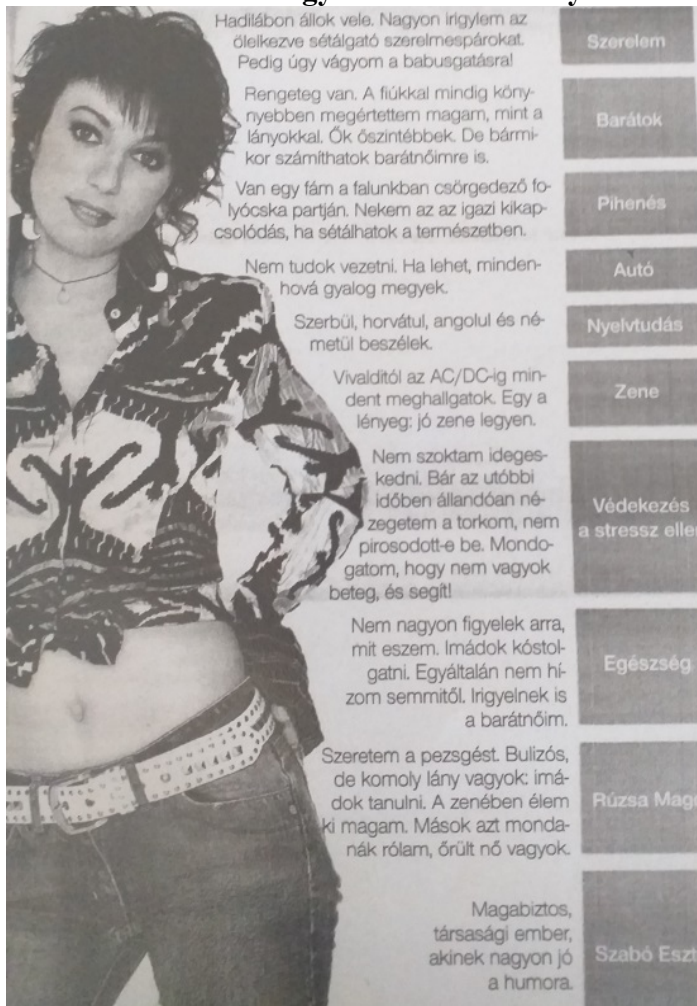 Hadilábon állok vele. Nagyon irigylem az
ölelkezve sétálgató szerelmespárokat.
Pedig úgy vágyom a babusgatásra!
Szerelem
Rengeteg van. A fiúkkal mindig köny-
nyebben megértettem magam, mint a
lányokkal. Ők őszintébbek. De bármi-
kor számíthatok barátnőimre is.
Barátok
Van egy fám a falunkban csörgedező fo-
lyócska partján. Nekem az az igazi kikap-
csolódás, ha sétálhatok a természetben.
Pihenés
Nem tudok vezetni. Ha lehet, minden-
hová gyalog megyek.
Autó
Szerbül, horvátul, angolul és né-
metül beszélek.
Nyelvtudás
Vivalditól az AC/DC-ig min-
dent meghallgatok. Egy a
lényeg: jó zene legyen.
Zene
Nem szoktam ideges-
kedni. Bár az utóbbi
időben állandóan né-
zegetem a torkom, nem
pirosodott-e be. Mondo-
gatom, hogy nem vagyok
beteg, és segít!
Védekezés
a stressz ellen
Nem nagyon figyelek arra,
mit eszem. Imádok kóstol-
gatni. Egyáltalán nem hí-
zom semmitől. Irigyelnek is
a barátnőim.
Egészség
Szeretem a pezsgést. Bulizós,
de komoly lány vagyok: imá-
dok tanulni. A zenében élem
ki magam. Mások azt monda-
nák rólam, őrült nő vagyok.
Rúzsa Mag
Magabiztos,
társasági ember,
akinek nagyon jó
a humora.
Szabó Eszt